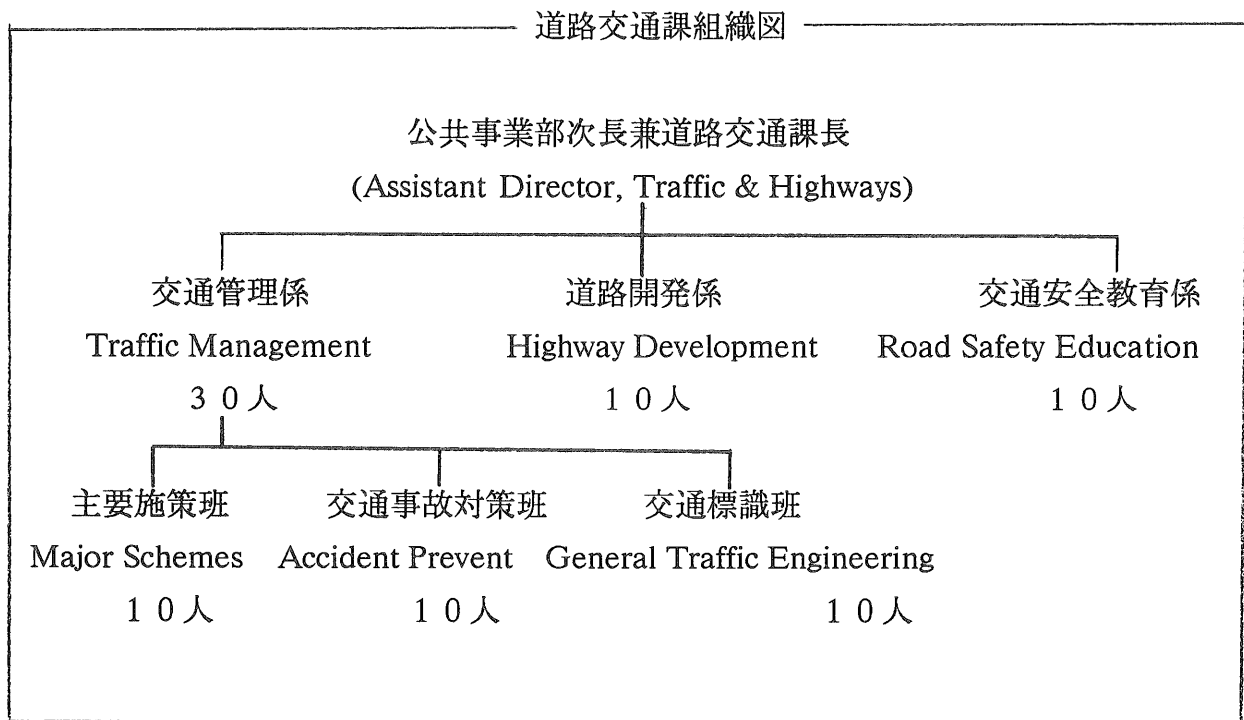 道路交通課組織図
公共事業部次長兼道路交通課長
(Assistant Director, Traffic & Highways)
交通管理係 道路開発係 交通安全教育係
Traffic Management Highway Development Road Safety Education
30人 10人 10人
主要施策班 交通事故対策班 交通標識班
Major Schemes Accident Prevent General Traffic Engineering
10人 10人 10人